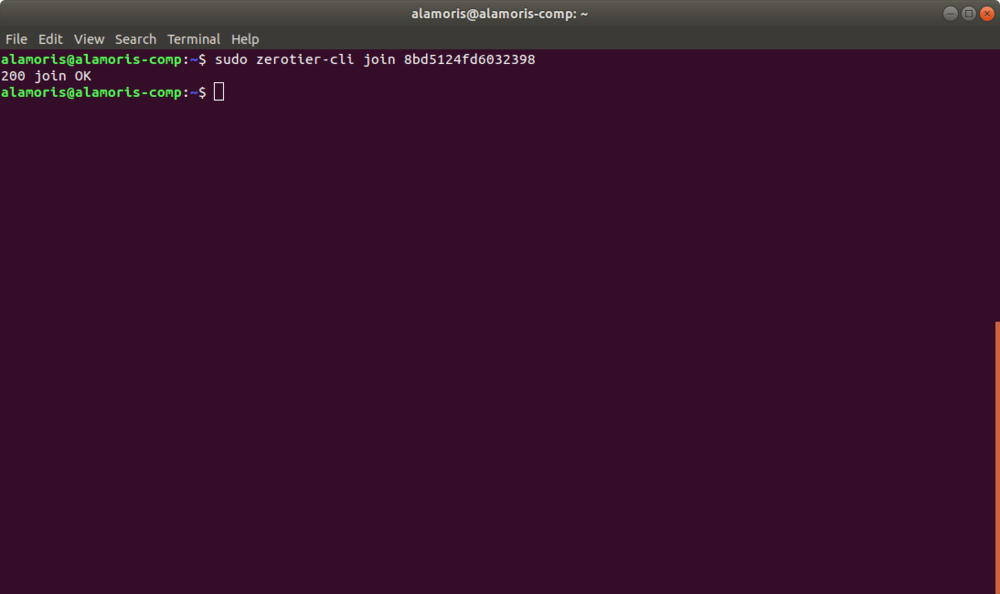 alamoris@alamoris-comp: ~
File Edit View Search Terminal Help
alamoris@alamoris-comp:~$ sudo zerotier-cli join 8bd5124fd6032398
200 join OK
alamoris@alamoris-comp:~$